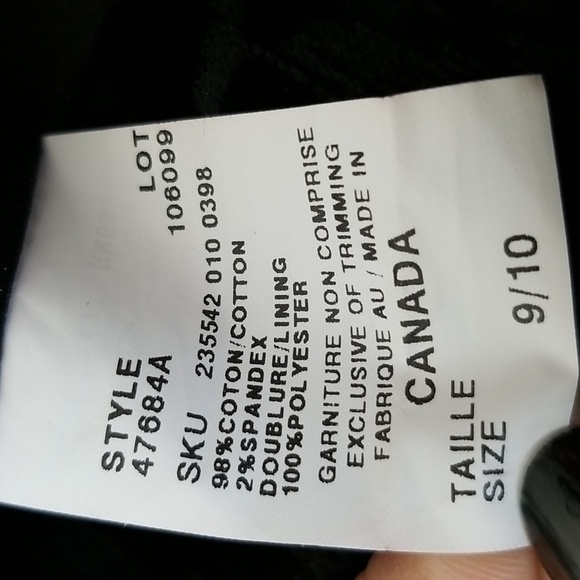 STYLE LOT
47684A 106099
SKU 235542 010 0398
98%COTON/COTTON
2%SPANDEX
DOUBLURE/LINING
100%POLYESTER
GARNITURE NON COMPRISE
EXCLUSIVE OF TRIMMING
FABRIQUE AU / MADE IN
CANADA
TAILLE
SIZE 9/10